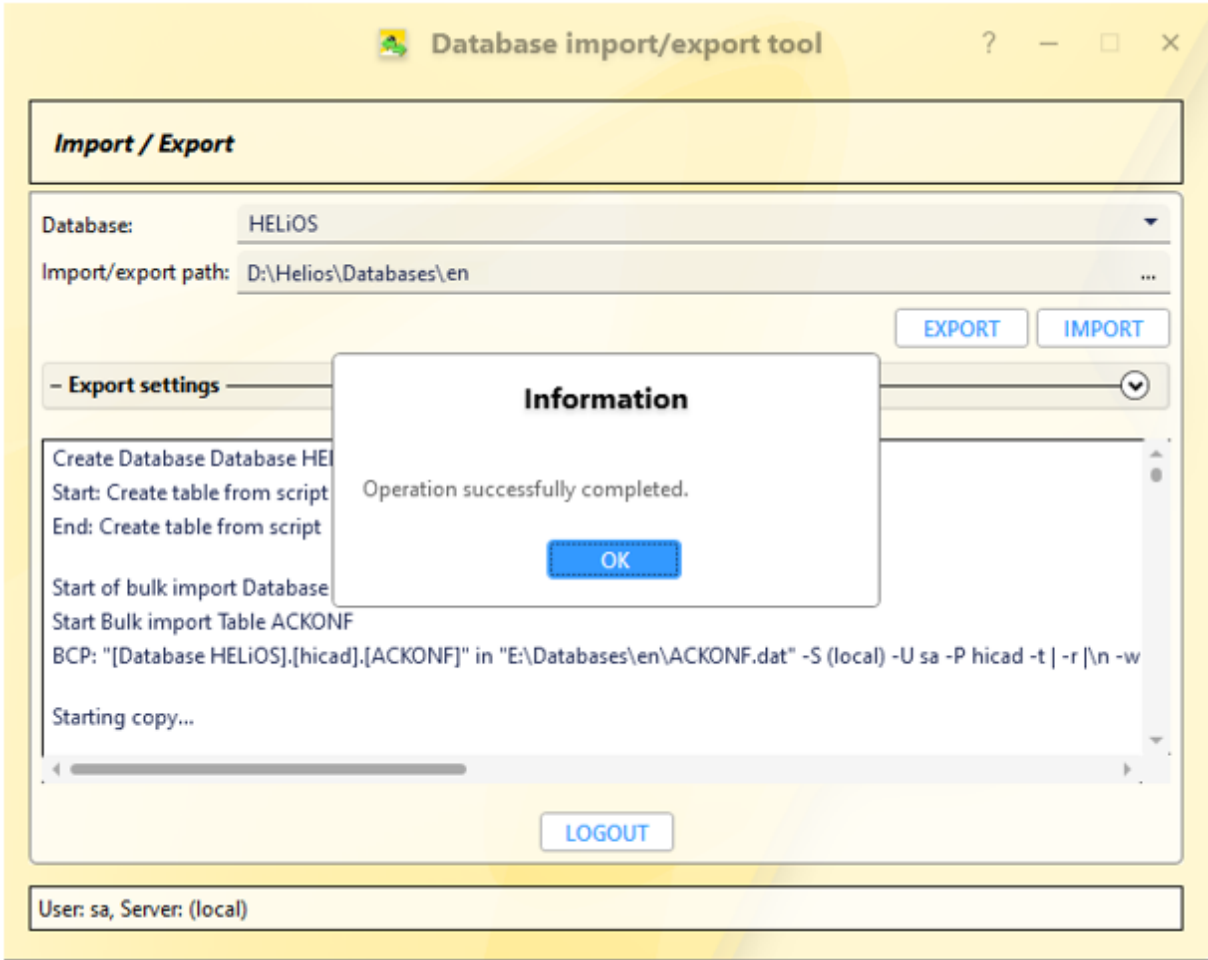 Database import/export tool
Import / Export
Database: HELiOS
Import/export path: D:\Helios\Databases\en ...
EXPORT IMPORT
– Export settings
Information
Operation successfully completed.
OK
Create Database Database HEL
Start: Create table from script
End: Create table from script
Start of bulk import Database
Start Bulk import Table ACKONF
BCP: "[Database HELiOS].[hicad].[ACKONF]" in "E:\Databases\en\ACKONF.dat" -S (local) -U sa -P hicad -t | -r |\n -w
Starting copy...
LOGOUT
User: sa, Server: (local)